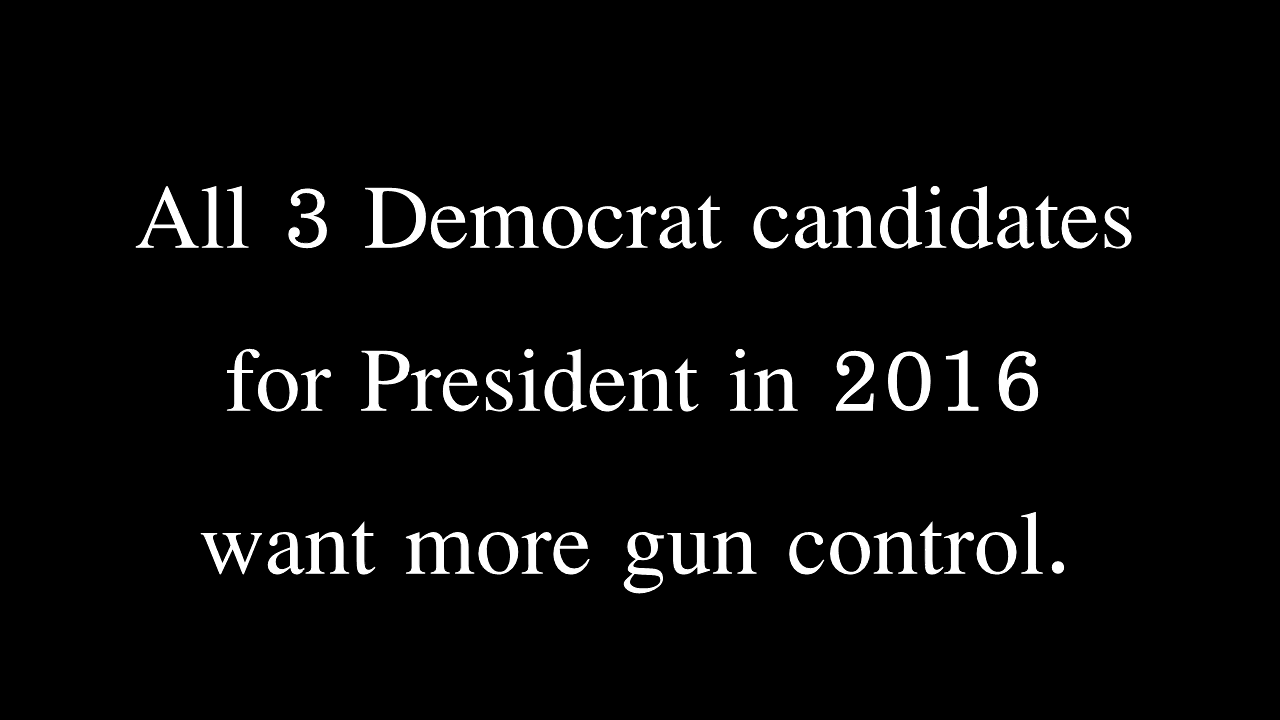 All 3 Democrat candidates
for President in 2016
want more gun control.